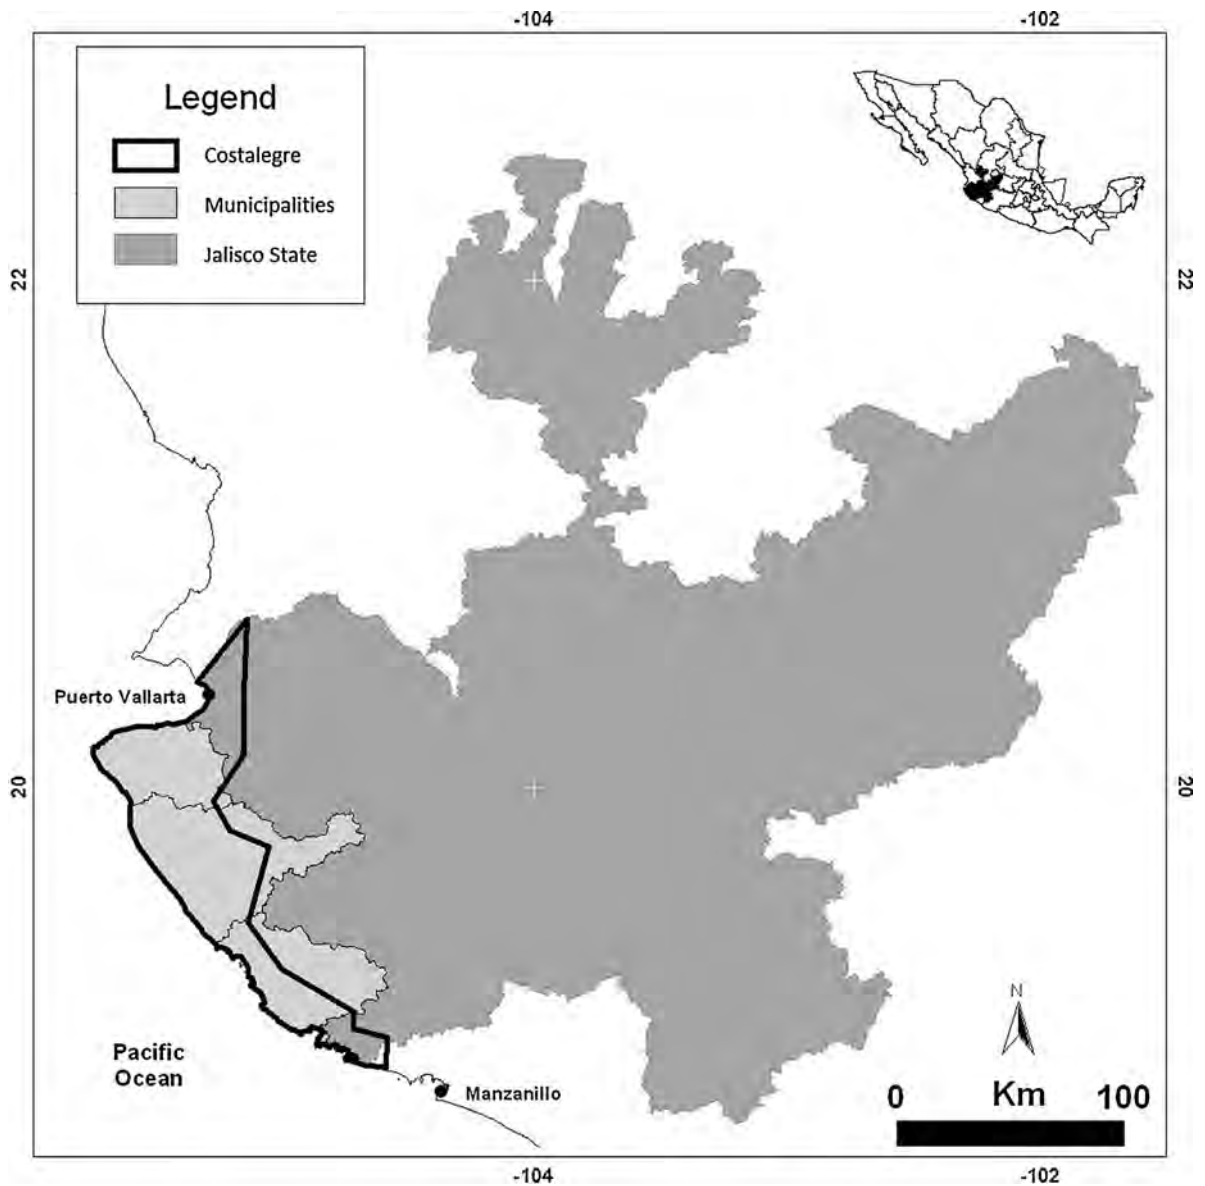 -104
-102
Legend
Costalegre
Municipalities
Jalisco State
22
22
Puerto Vallarta
20
20
Pacific
Ocean
Manzanillo
N
0 Km 100
-104
-102